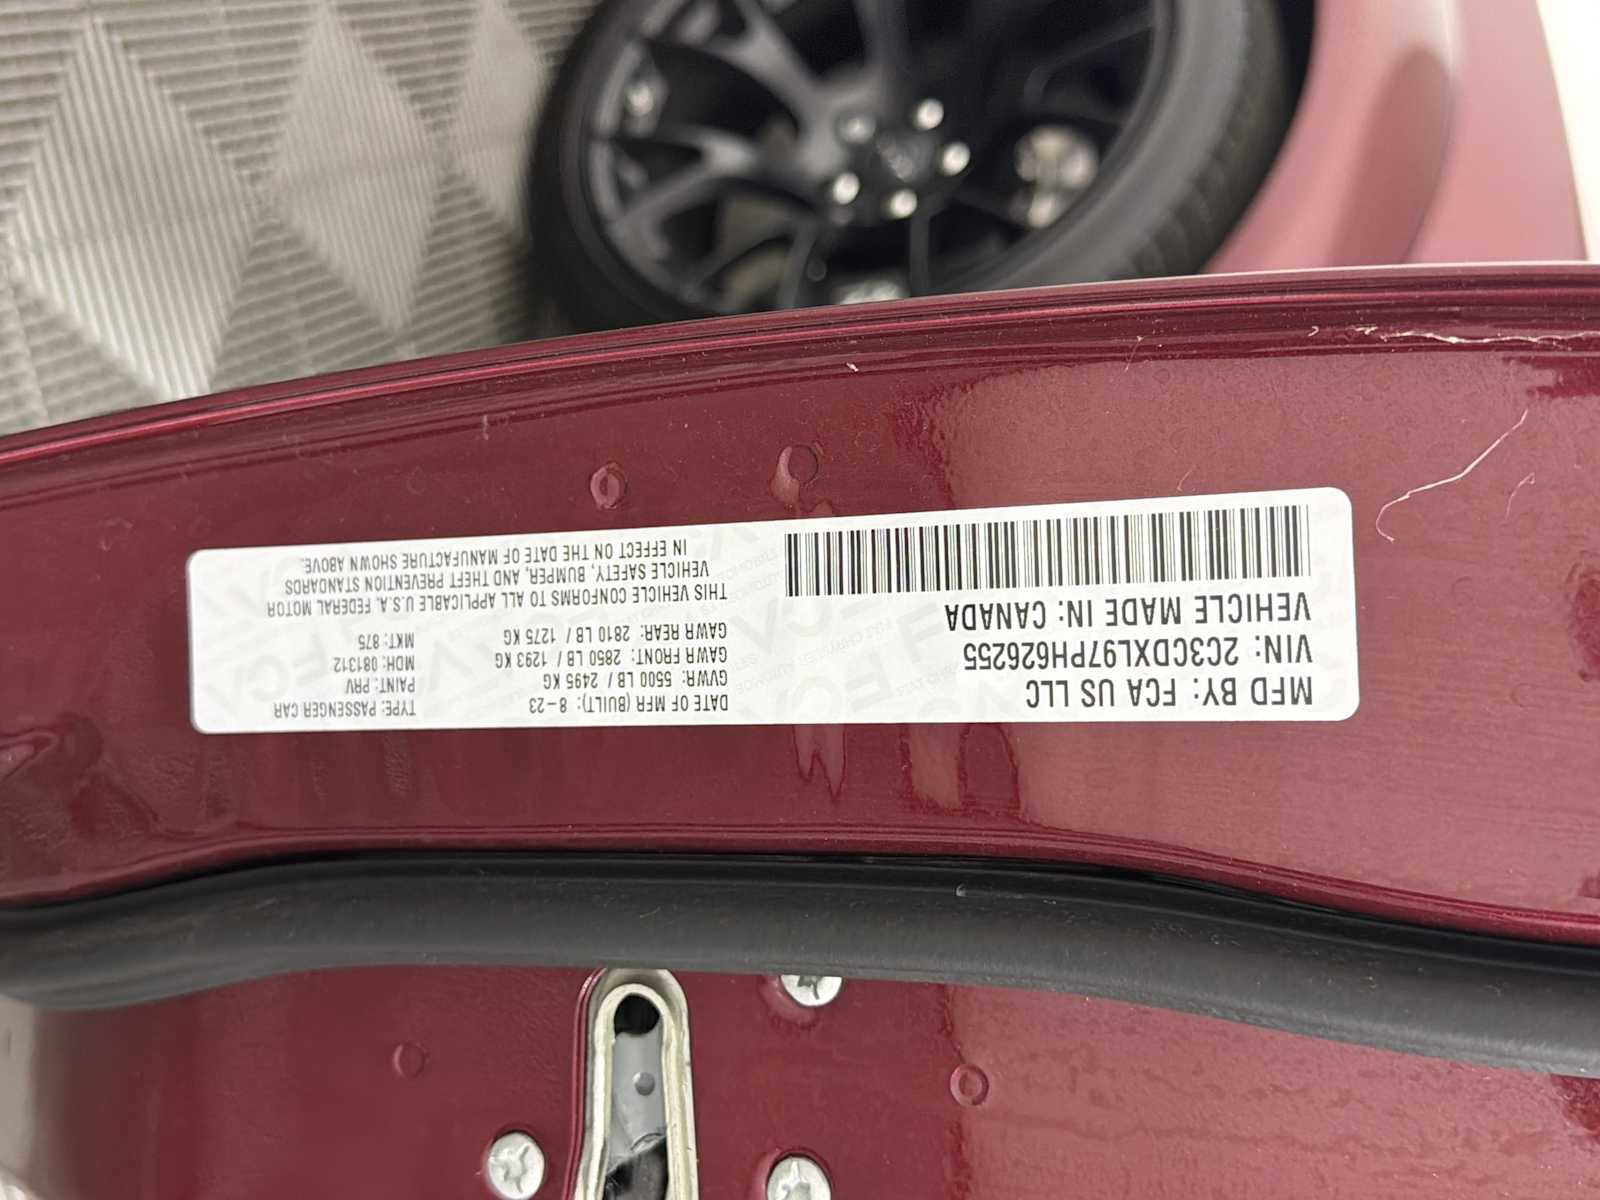 MFD BY: FCA US LLC
VIN: 2C3CDXL97PH626255
VEHICLE MADE IN: CANADA
DATE OF MFR (BUILT): 8-23
GVWR: 5500 LB / 2495 KG
GAWR FRONT: 2850 LB / 1293 KG
GAWR REAR: 2810 LB / 1275 KG
TYPE: PASSENGER CAR
PAINT: PRV
MDH: 081312
MKT: 875
THIS VEHICLE CONFORMS TO ALL APPLICABLE U.S.A. FEDERAL MOTOR
VEHICLE SAFETY, BUMPER, AND THEFT PREVENTION STANDARDS
IN EFFECT ON THE DATE OF MANUFACTURE SHOWN ABOVE.